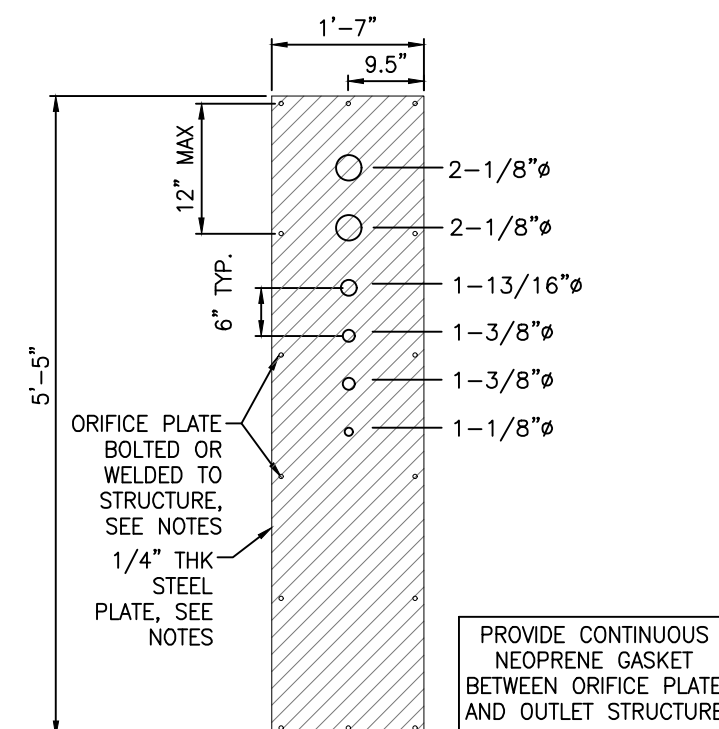 1'-7"
9.5"
12" MAX
2-1/8"ø
2-1/8"ø
6" TYP.
1-13/16"ø
1-3/8"ø
5'-5"
1-3/8"ø
1-1/8"ø
ORIFICE PLATE
BOLTED OR
WELDED TO
STRUCTURE,
SEE NOTES
1/4" THK
STEEL
PLATE, SEE
NOTES
PROVIDE CONTINUOUS
NEOPRENE GASKET
BETWEEN ORIFICE PLATE
AND OUTLET STRUCTURE